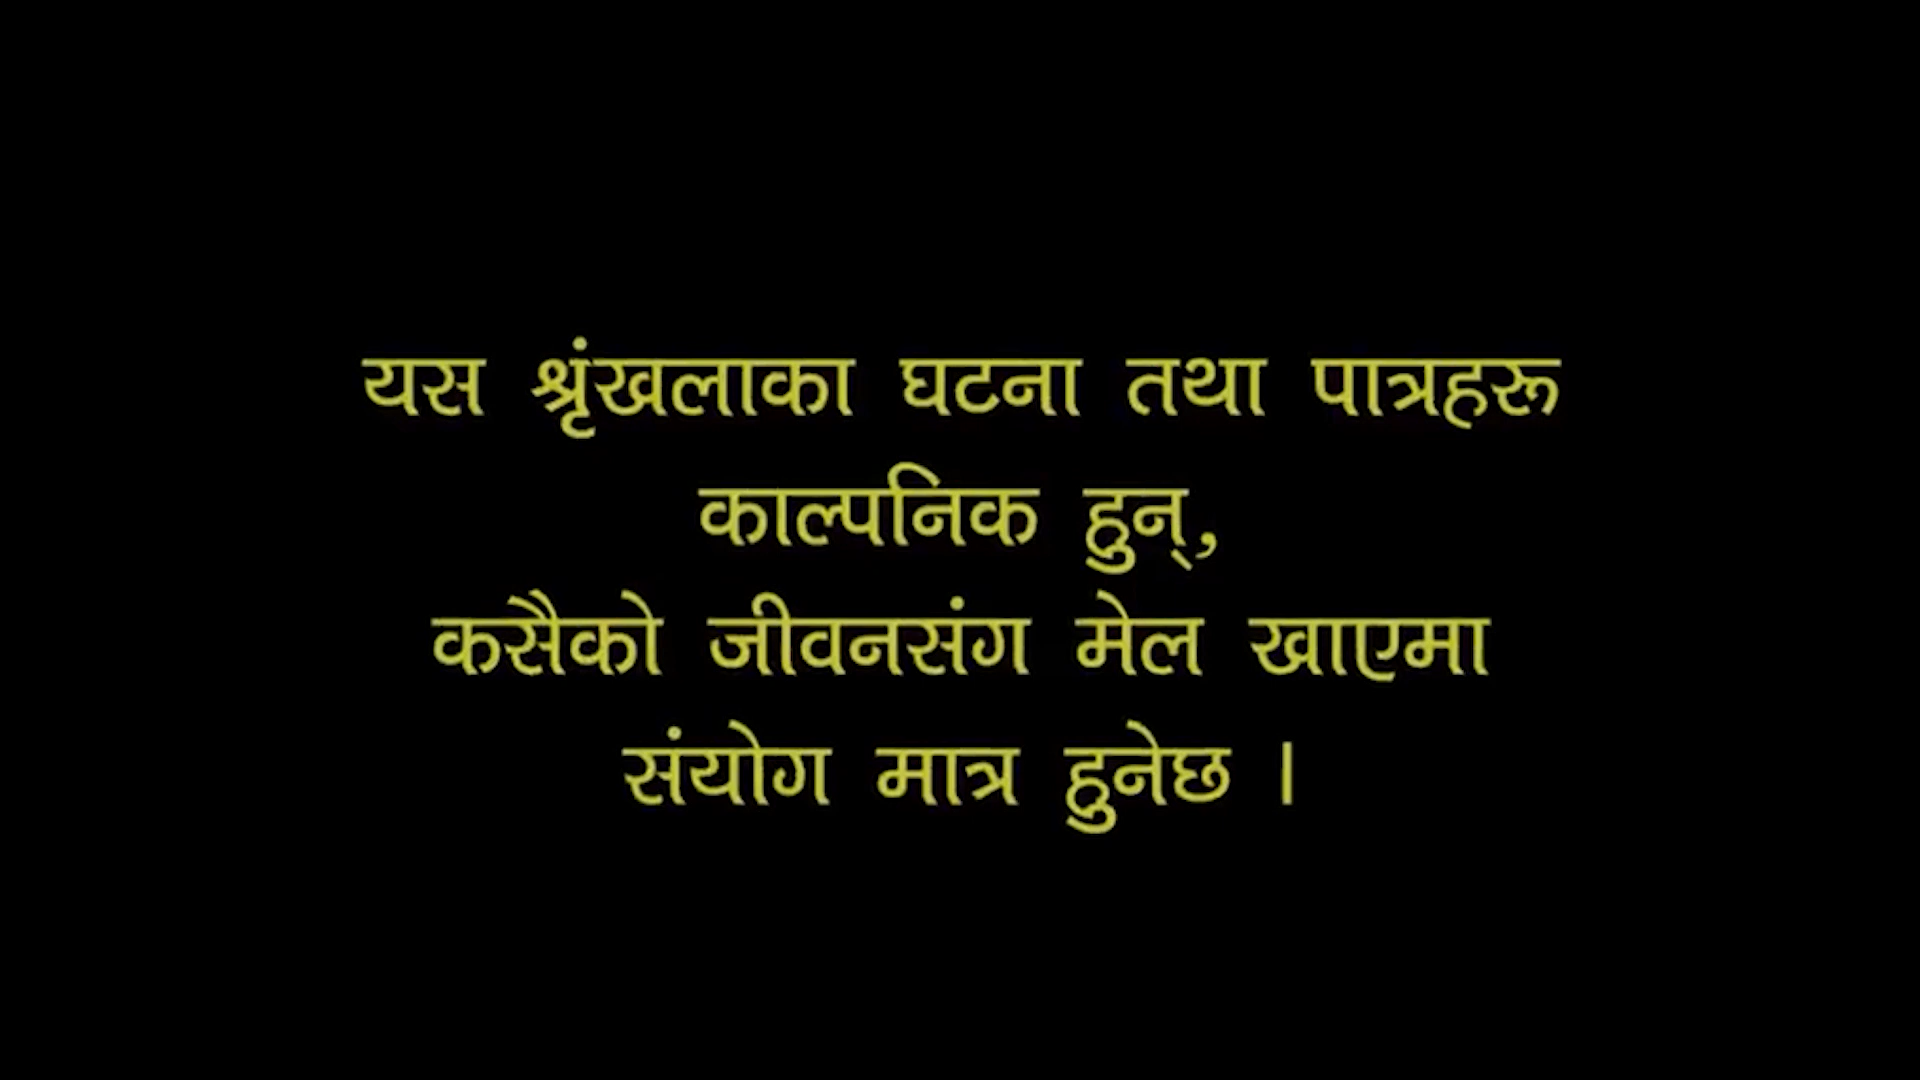 यस श्रृंखलाका घटना तथा पात्रहरू
काल्पनिक हुन्,
कसैको जीवनसंग मेल खाएमा
संयोग मात्र हुनेछ ।